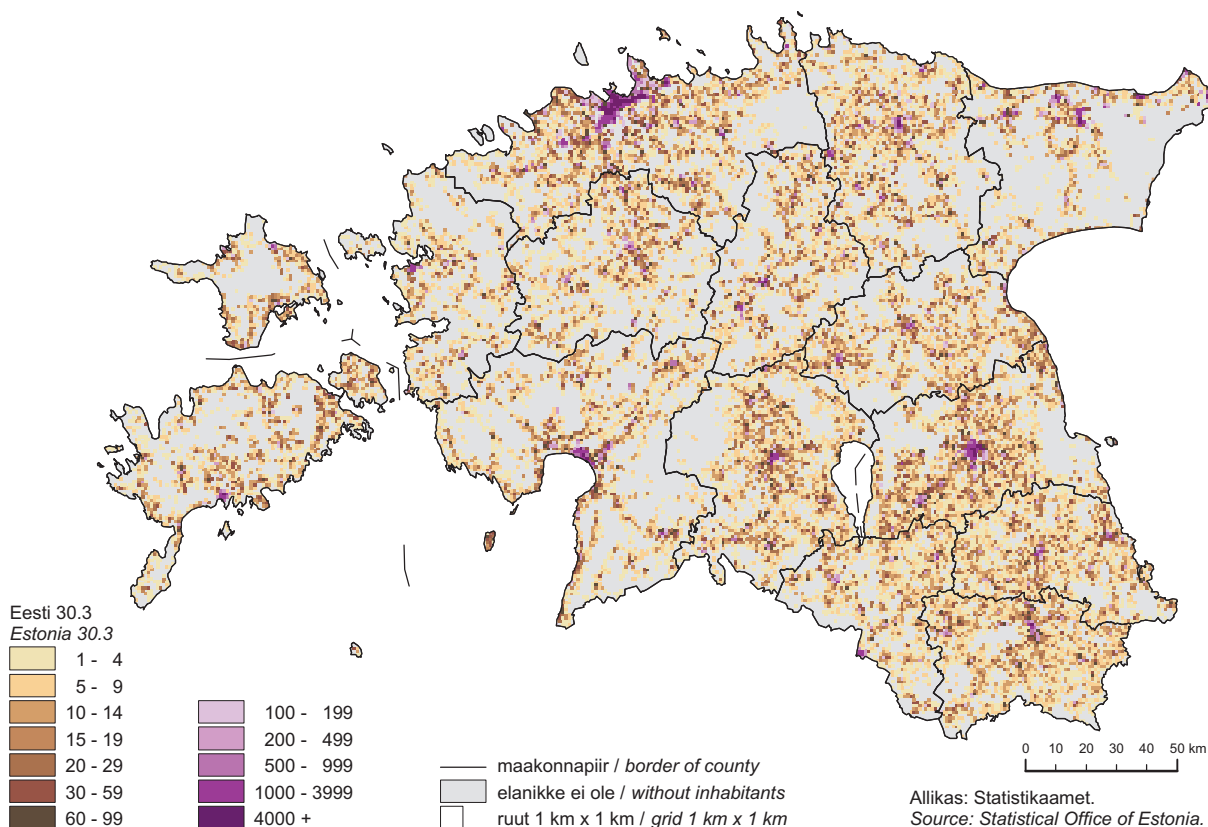 Eesti 30.3
Estonia 30.3
1 - 4
5 - 9
10 - 14
15 - 19
20 - 29
30 - 59
60 - 99
100 - 199
200 - 499
500 - 999
1000 - 3999
4000 +
maakonnapiir / border of county
elanikke ei ole / without inhabitants
ruut 1 km x 1 km / grid 1 km x 1 km
0 10 20 30 40 50 km
Allikas: Statistikaamet.
Source: Statistical Office of Estonia.